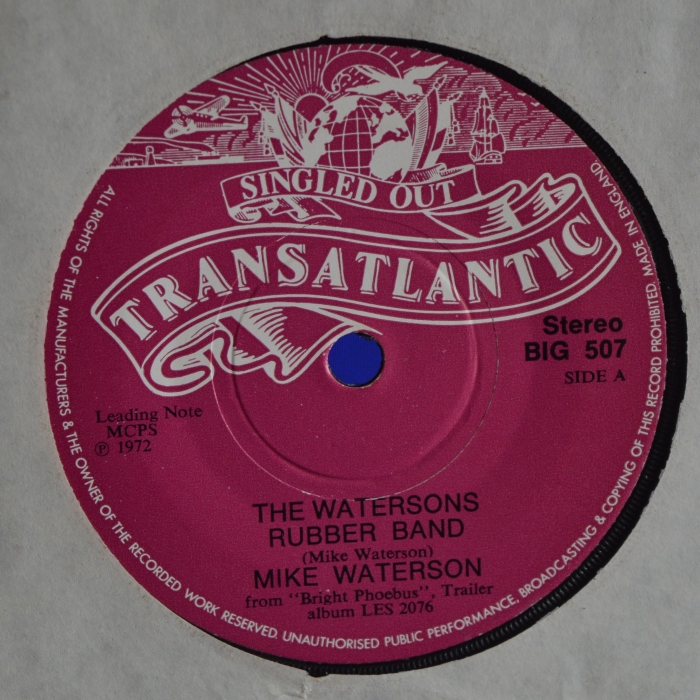 SINGLED OUT
TRANSATLANTIC
Stereo
BIG 507
SIDE A
Leading Note
MCPS
℗ 1972
THE WATERSONS
RUBBER BAND
(Mike Waterson)
MIKE WATERSON
from "Bright Phoebus", Trailer
album LES 2076
ALL RIGHTS OF THE MANUFACTURERS & THE OWNER OF THE RECORDED WORK RESERVED. UNAUTHORISED PUBLIC PERFORMANCE, BROADCASTING & COPYING OF THIS RECORD PROHIBITED. MADE IN ENGLAND.